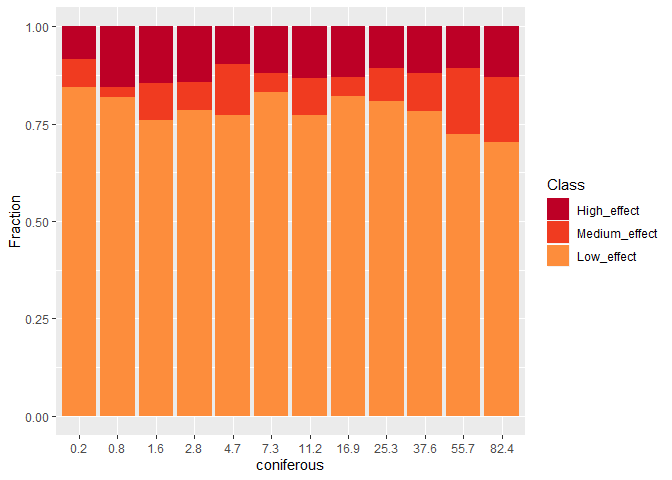 1.00
0.75
0.50
0.25
0.00
Fraction
0.2 0.8 1.6 2.8 4.7 7.3 11.2 16.9 25.3 37.6 55.7 82.4
coniferous
Class
High_effect
Medium_effect
Low_effect